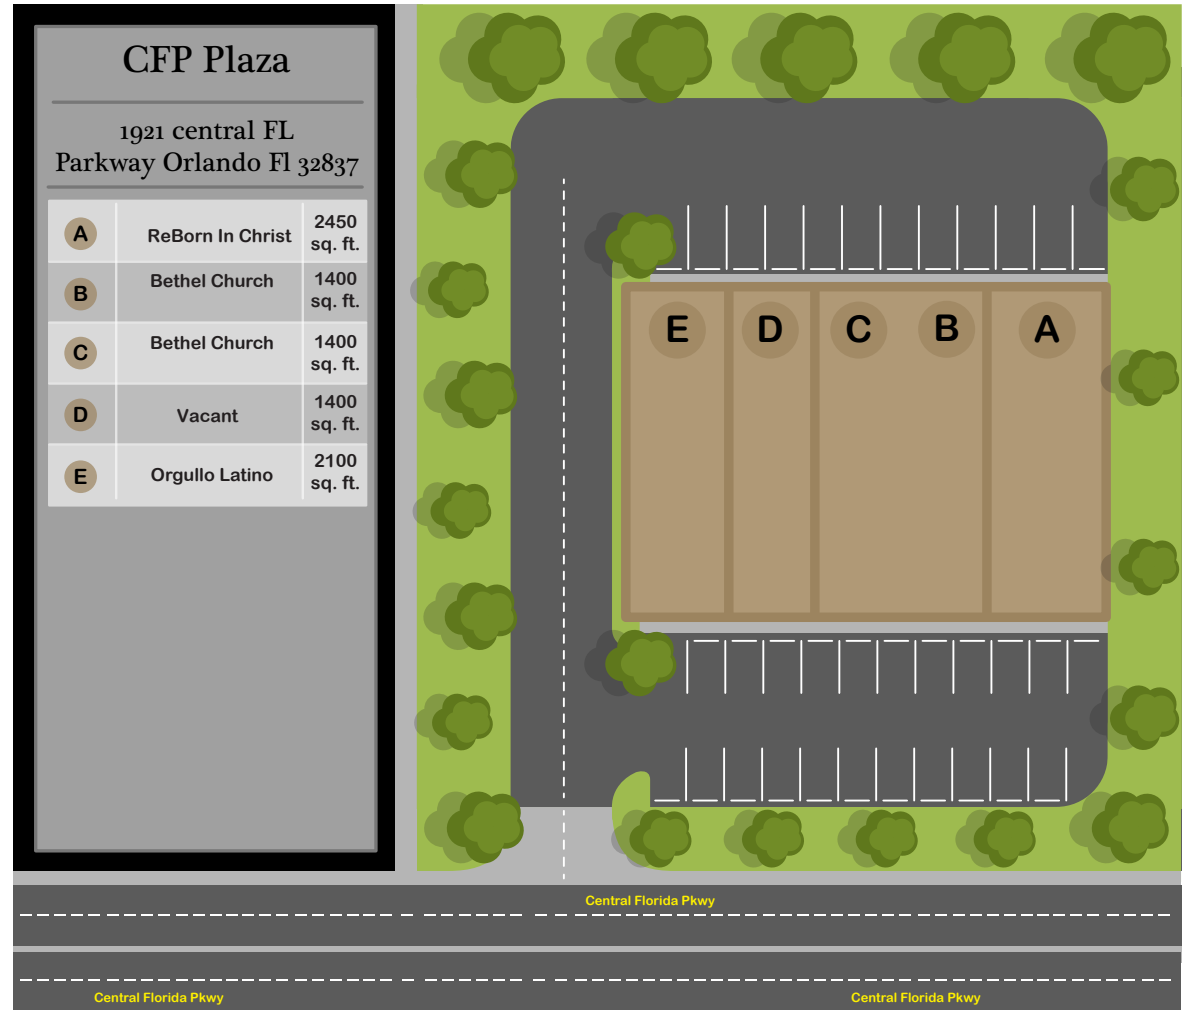 CFP Plaza
1921 central FL
Parkway Orlando Fl 32837
A
ReBorn In Christ
2450
sq. ft.
B
Bethel Church
1400
sq. ft.
C
Bethel Church
1400
sq. ft.
D
Vacant
1400
sq. ft.
E
Orgullo Latino
2100
sq. ft.
E D C B A
Central Florida Pkwy
Central Florida Pkwy
Central Florida Pkwy